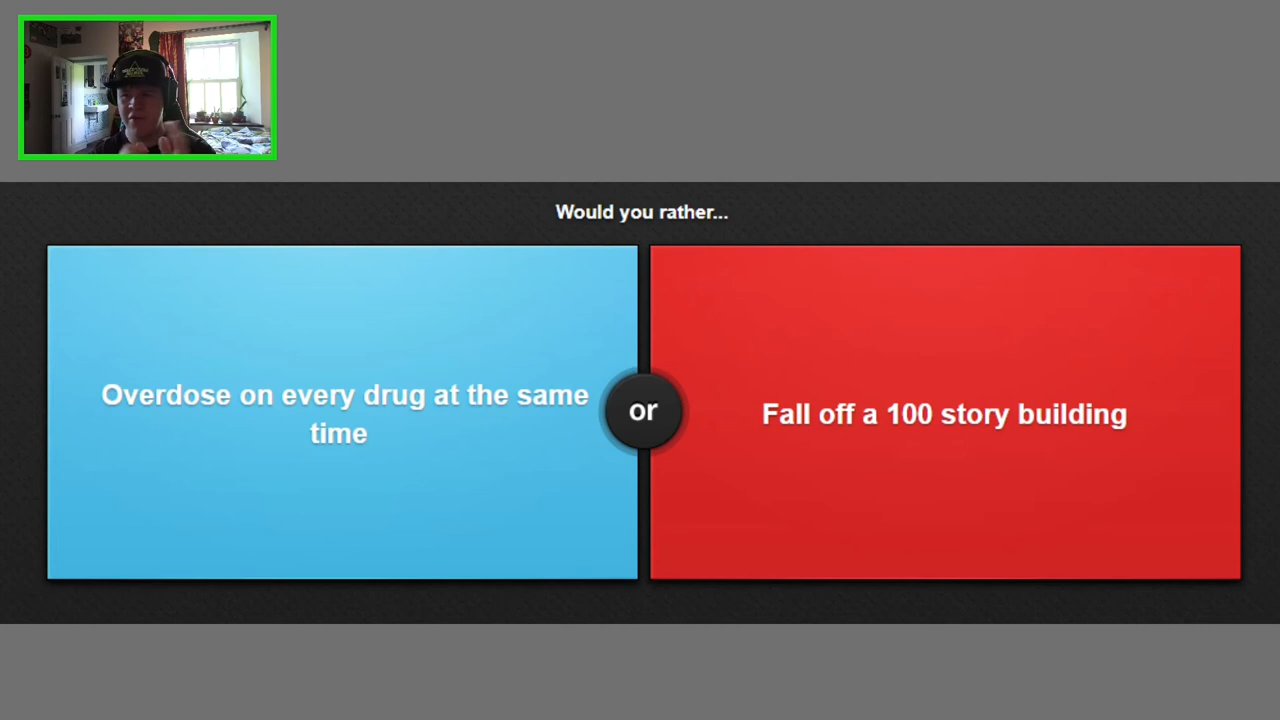 Would you rather...
Overdose on every drug at the same
time
or
Fall off a 100 story building